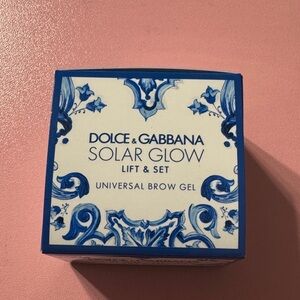 DOLCE & GABBANA
SOLAR GLOW
LIFT & SET
UNIVERSAL BROW GEL